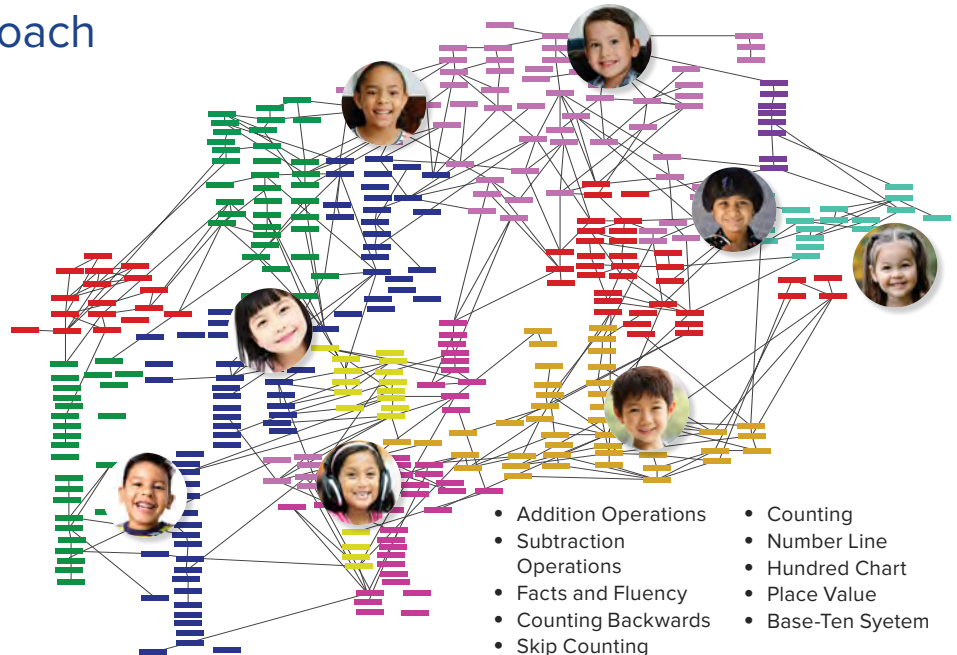 oach
• Addition Operations
• Subtraction
Operations
• Facts and Fluency
• Counting Backwards
• Skip Counting
• Counting
• Number Line
• Hundred Chart
• Place Value
• Base-Ten Syetem